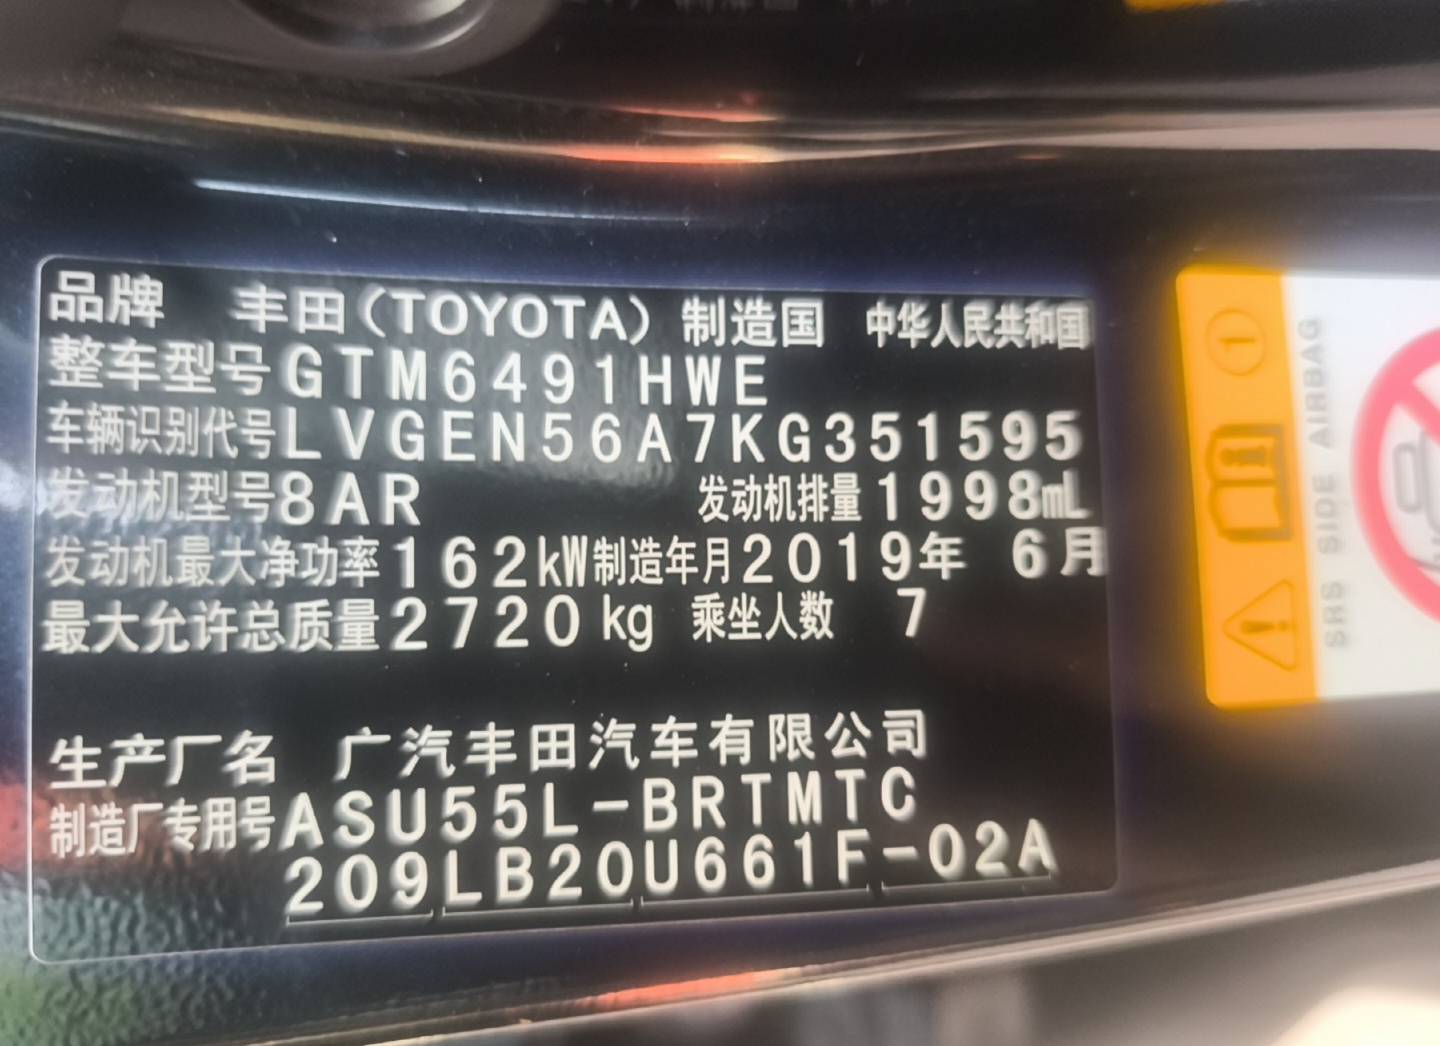 品牌 丰田(TOYOTA) 制造国 中华人民共和国
整车型号GTM6491HWE
车辆识别代号LVGEN56A7KG351595
发动机型号8AR 发动机排量1998mL
发动机最大净功率162kW制造年月2019年 6月
最大允许总质量2720kg 乘坐人数 7
生产厂名 广汽丰田汽车有限公司
制造厂专用号ASU55L-BRTMTC
209LB20U661F-02A
1
SRS SIDE AIRBAG